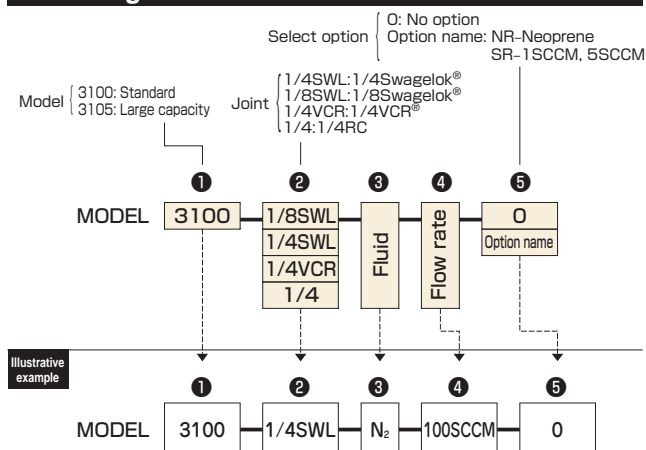 Select option
0: No option
Option name: NR-Neoprene
SR-1SCCM, 5SCCM
Model
3100: Standard
3105: Large capacity
Joint
1/4SWL:1/4Swagelok®
1/8SWL:1/8Swagelok®
1/4VCR:1/4VCR®
1/4:1/4RC
❶ ❷ ❸ ❹ ❺
MODEL 3100 1/8SWL Fluid Flow rate 0
1/4SWL Option name
1/4VCR
1/4
Illustrative
example
❶ ❷ ❸ ❹ ❺
MODEL 3100 1/4SWL N₂ 100SCCM 0